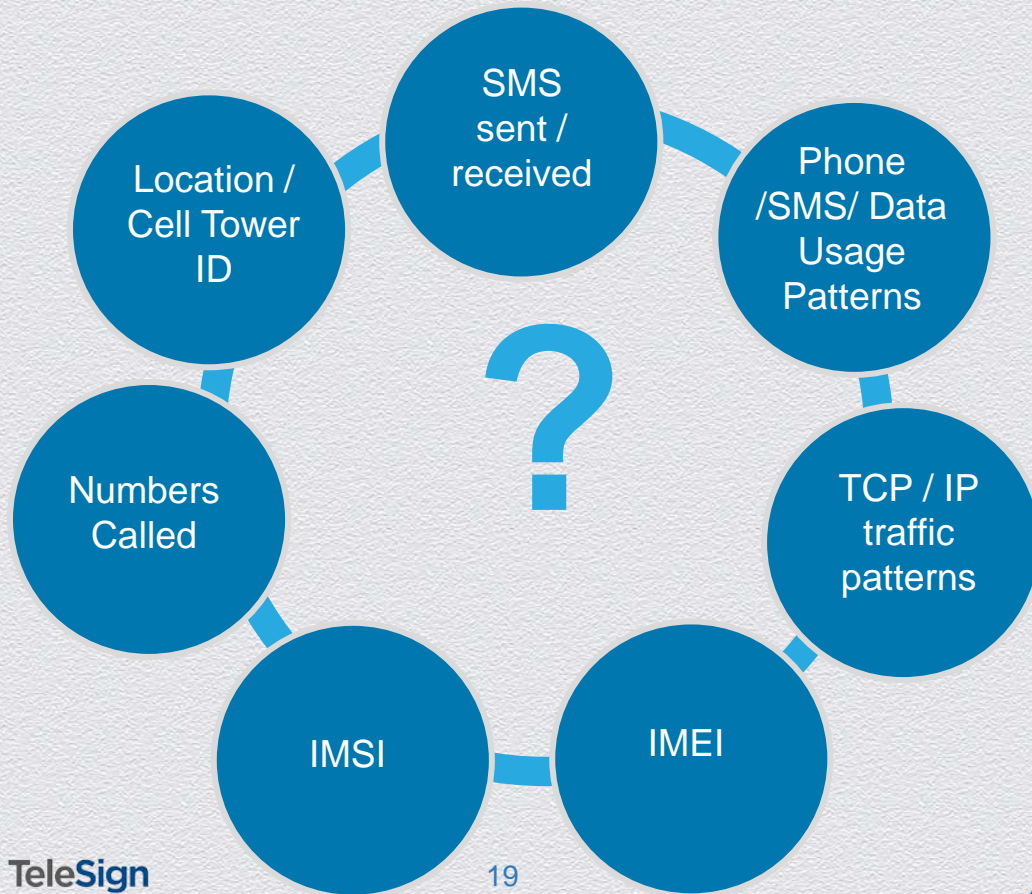 SMS
sent /
received
Phone
/SMS/ Data
Usage
Patterns
TCP / IP
traffic
patterns
IMEI
IMSI
Numbers
Called
Location /
Cell Tower
ID
?
TeleSign
19